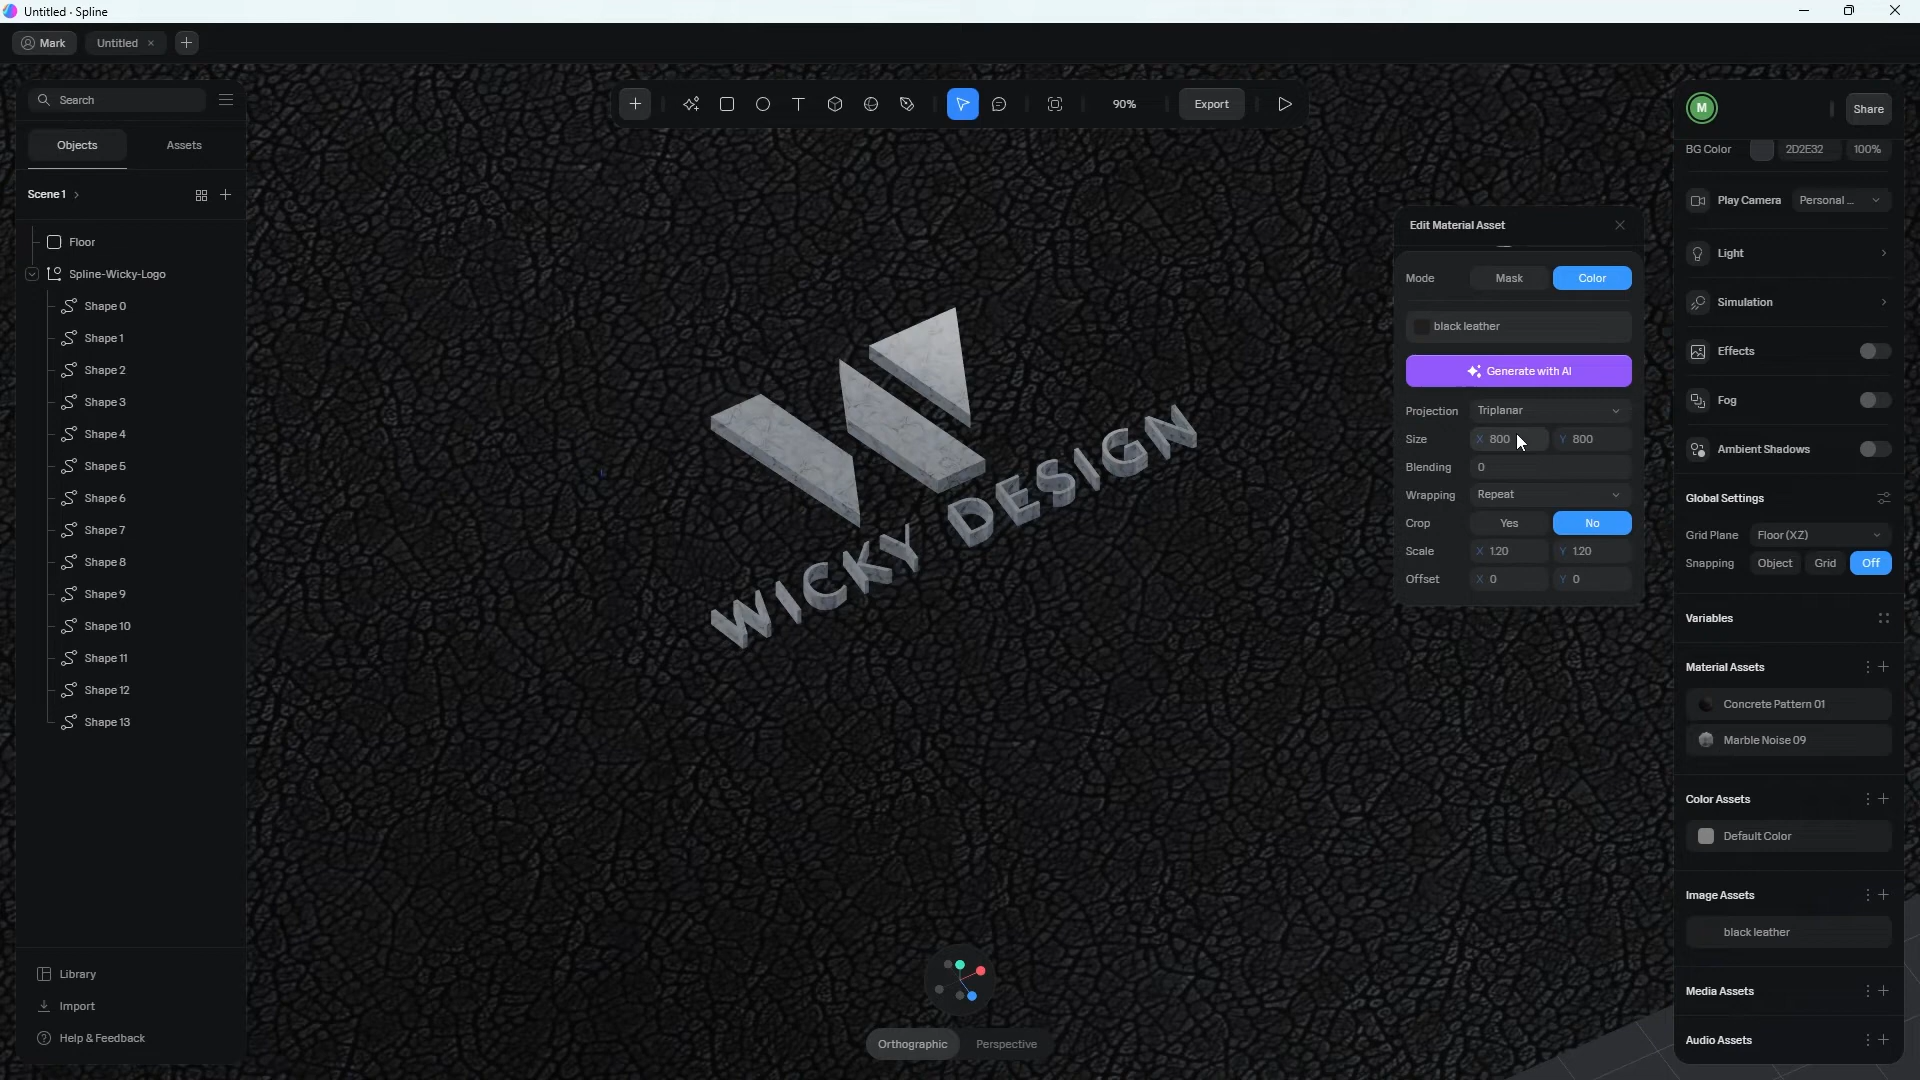 Untitled - Spline
Mark
Untitled
Search
Objects
Assets
Scene 1
Floor
Spline-Wicky-Logo
Shape 0
Shape 1
Shape 2
Shape 3
Shape 4
Shape 5
Shape 6
Shape 7
Shape 8
Shape 9
Shape 10
Shape 11
Shape 12
Shape 13
Library
Import
Help & Feedback
90%
Export
WICKY DESIGN
Orthographic
Perspective
Edit Material Asset
Mode
Mask
Color
black leather
Generate with AI
Projection
Triplanar
Size
X 800
Y 800
Blending
0
Wrapping
Repeat
Crop
Yes
No
Scale
X 1.20
Y 1.20
Offset
X 0
Y 0
M
Share
BG Color
2D2E32
100%
Play Camera
Personal ...
Light
Simulation
Effects
Fog
Ambient Shadows
Global Settings
Grid Plane
Floor (XZ)
Snapping
Object
Grid
Off
Variables
Material Assets
Concrete Pattern 01
Marble Noise 09
Color Assets
Default Color
Image Assets
black leather
Media Assets
Audio Assets